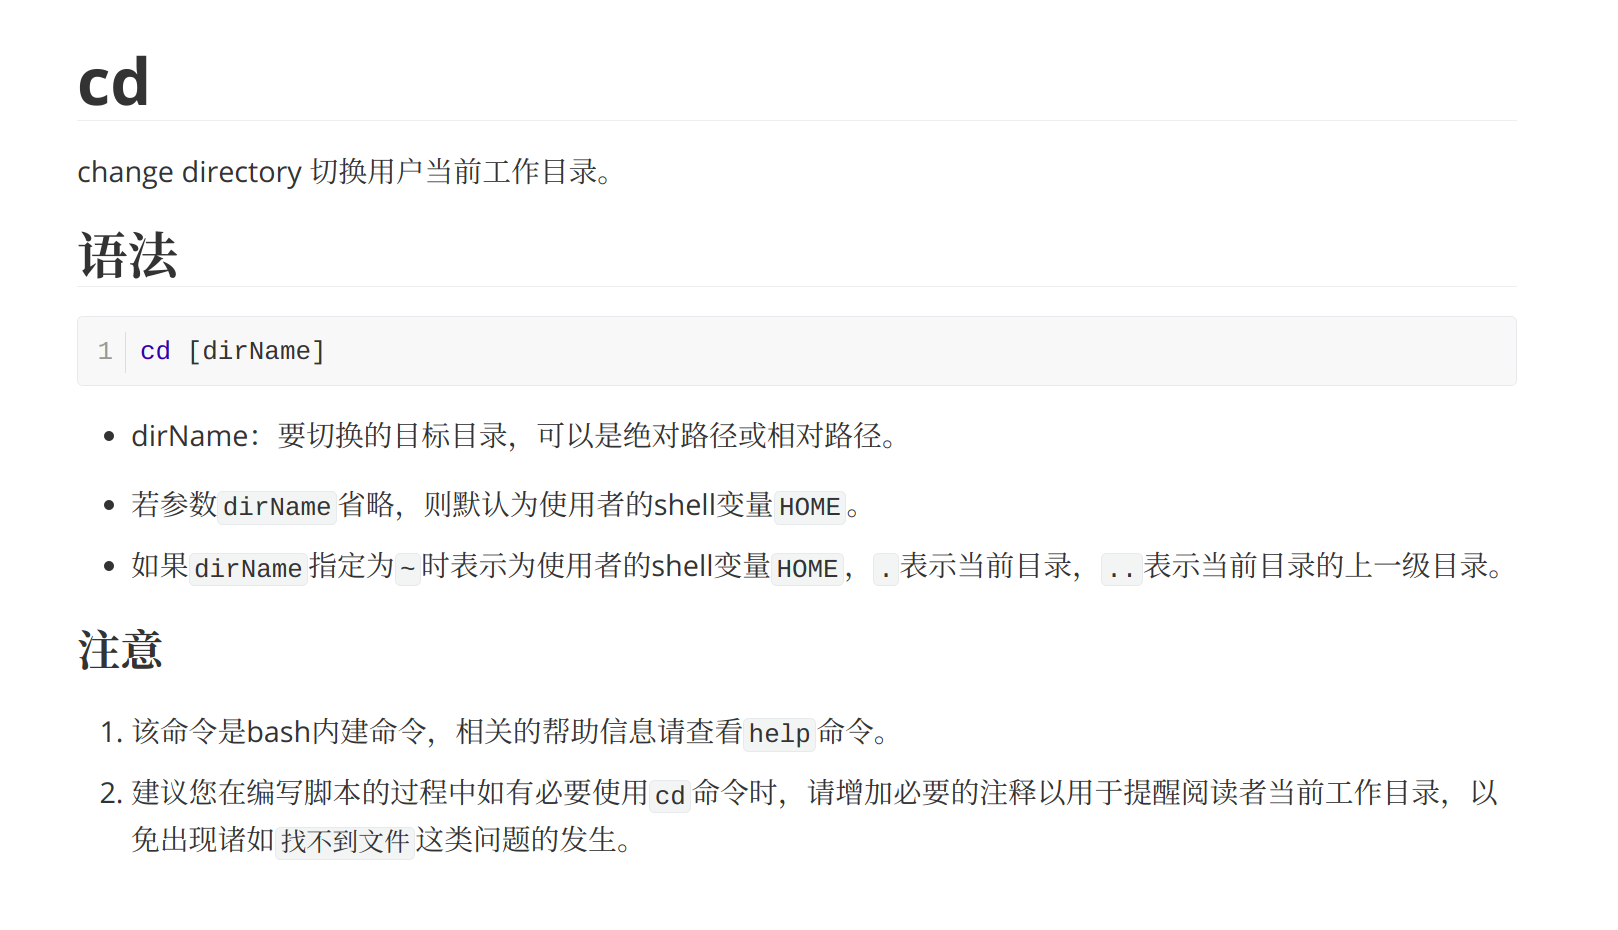 cd
change directory 切换用户当前工作目录。
语法
1 cd [dirName]
• dirName：要切换的目标目录，可以是绝对路径或相对路径。
• 若参数dirName省略，则默认为使用者的shell变量HOME。
• 如果dirName指定为~时表示为使用者的shell变量HOME，.表示当前目录，..表示当前目录的上一级目录。
注意
1. 该命令是bash内建命令，相关的帮助信息请查看help命令。
2. 建议您在编写脚本的过程中如有必要使用cd命令时，请增加必要的注释以用于提醒阅读者当前工作目录，以
免出现诸如找不到文件这类问题的发生。